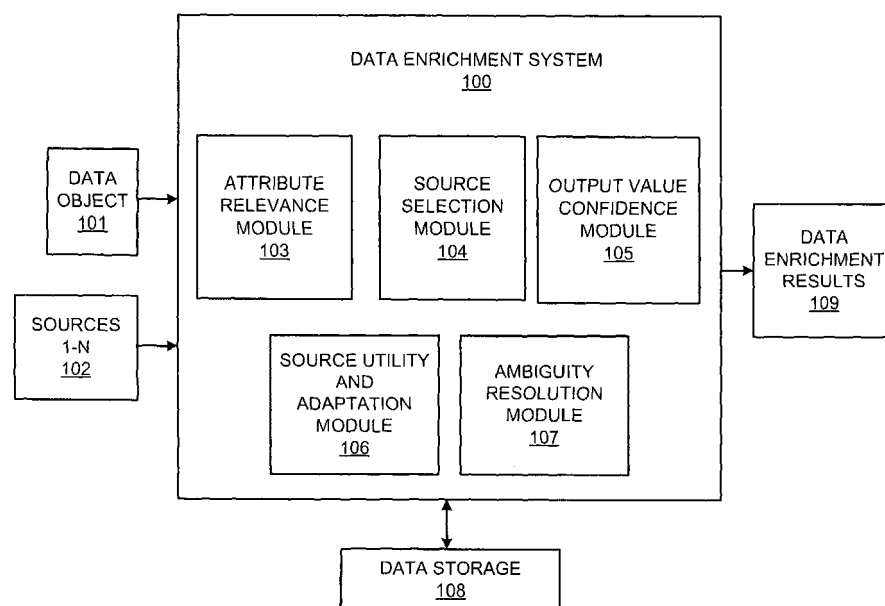 DATA ENRICHMENT SYSTEM
100
DATA
OBJECT
101
SOURCES
1-N
102
ATTRIBUTE
RELEVANCE
MODULE
103
SOURCE
SELECTION
MODULE
104
OUTPUT VALUE
CONFIDENCE
MODULE
105
SOURCE UTILITY
AND
ADAPTATION
MODULE
106
AMBIGUITY
RESOLUTION
MODULE
107
DATA
ENRICHMENT
RESULTS
109
DATA STORAGE
108